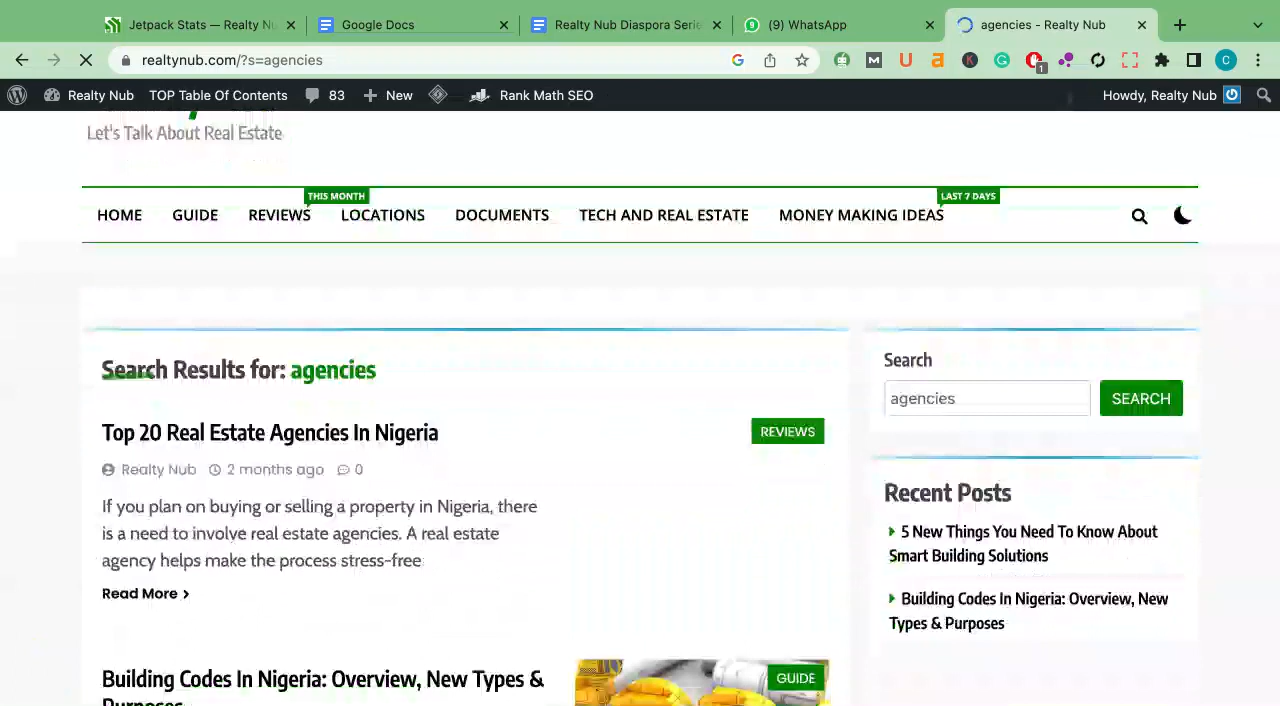 Jetpack Stats — Realty Nu
Google Docs
Realty Nub Diaspora Serie
(9) WhatsApp
agencies - Realty Nub
realtynub.com/?s=agencies
1
C
Realty Nub
TOP Table Of Contents
83
New
Rank Math SEO
Howdy, Realty Nub
Let's Talk About Real Estate
THIS MONTH
LAST 7 DAYS
HOME
GUIDE
REVIEWS
LOCATIONS
DOCUMENTS
TECH AND REAL ESTATE
MONEY MAKING IDEAS
Search Results for: agencies
Top 20 Real Estate Agencies In Nigeria
REVIEWS
Realty Nub 2 months ago 0
If you plan on buying or selling a property in Nigeria, there
is a need to involve real estate agencies. A real estate
agency helps make the process stress-free
Read More
Building Codes In Nigeria: Overview, New Types &
Purposes
GUIDE
Search
agencies
SEARCH
Recent Posts
5 New Things You Need To Know About
Smart Building Solutions
Building Codes In Nigeria: Overview, New
Types & Purposes